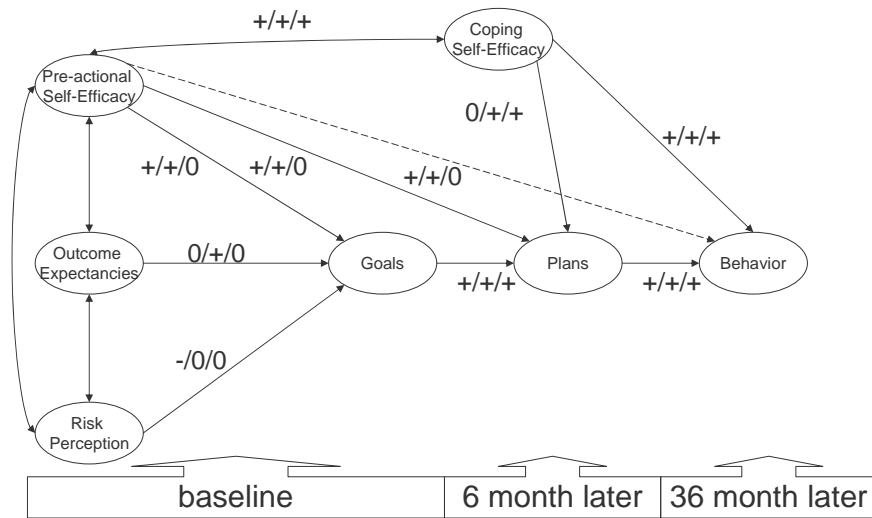 +/+/+
Coping
Self-Efficacy
Pre-actional
Self-Efficacy
0/+/+
+/+/+
+/+/0
+/+/0
+/+/0
Outcome
Expectancies
0/+/0
Goals
Plans
Behavior
+/+/+
+/+/+
-/0/0
Risk
Perception
baseline
6 month later
36 month later